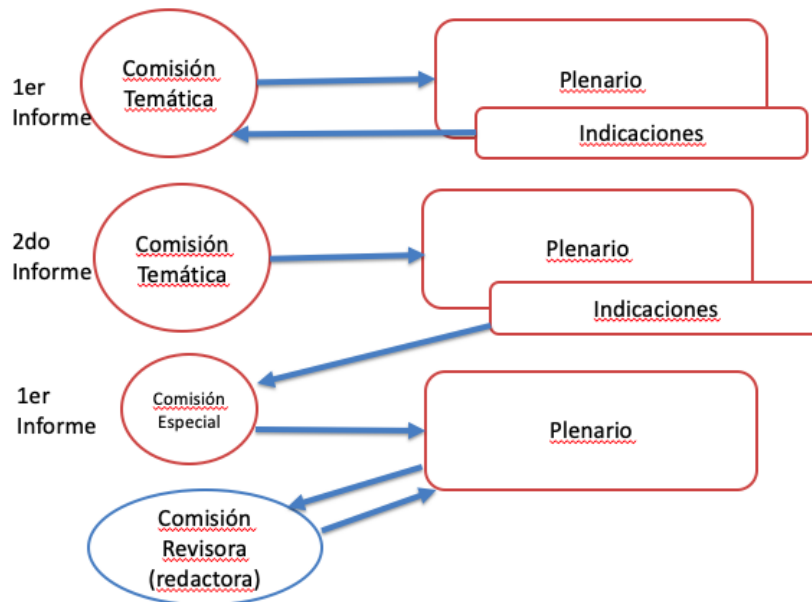 1er
Informe
Comisión
Temática
Plenario
Indicaciones
2do
Informe
Comisión
Temática
Plenario
Indicaciones
1er
Informe
Comisión
Especial
Plenario
Comisión
Revisora
(redactora)